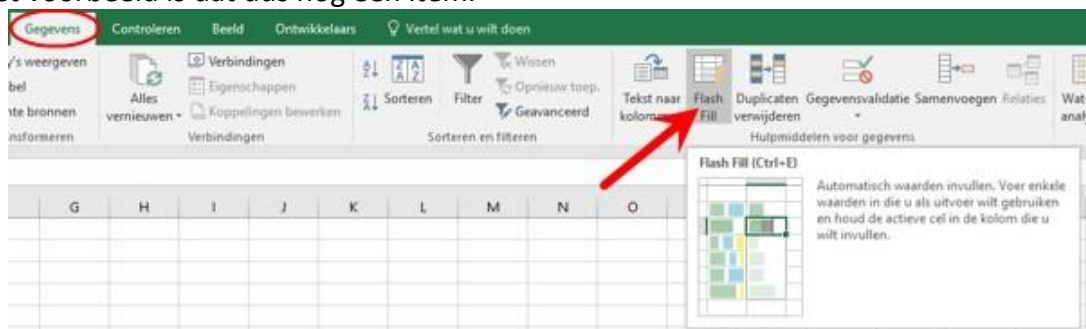 et voorbeeld is dat dus nog een item.
Gegevens Controleren Beeld Ontwikkelaars Vertel wat u wilt doen
/'s weergeven
bel
nte bronnen
nsformeren
Alles
vernieuwen
Verbindingen
Eigenschappen
Koppelingen bewerken
Verbindingen
Sorteren
Filter
Wissen
Opnieuw toep.
Geavanceerd
Sorteren en filteren
Tekst naar
kolom
Flash
Fill
Duplicaten
verwijderen
Gegevensvalidatie
Samenvoegen
Relaties
Hulpmiddelen voor gegevens
Wat
anal
Flash Fill (Ctrl+E)
Automatisch waarden invullen. Voer enkele
waarden in die u als uitvoer wilt gebruiken
en houd de actieve cel in de kolom die u
wilt invullen.
G H I J K L M N O